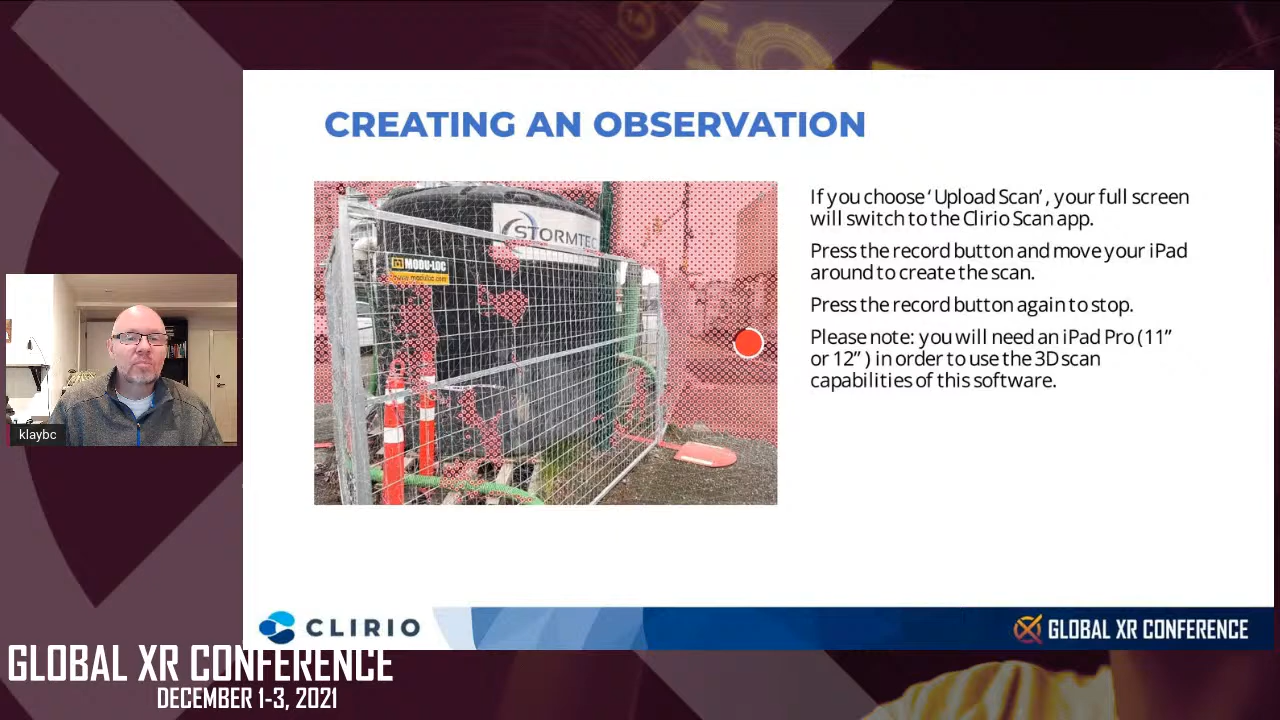 CREATING AN OBSERVATION
STORMTEC
MODU-LOC
If you choose ‘Upload Scan’, your full screen
will switch to the Clirio Scan app.
Press the record button and move your iPad
around to create the scan.
Press the record button again to stop.
Please note: you will need an iPad Pro (11”
or 12”) in order to use the 3D scan
capabilities of this software.
klaybc
CLIRIO
GLOBAL XR CONFERENCE
GLOBAL XR CONFERENCE
DECEMBER 1-3, 2021